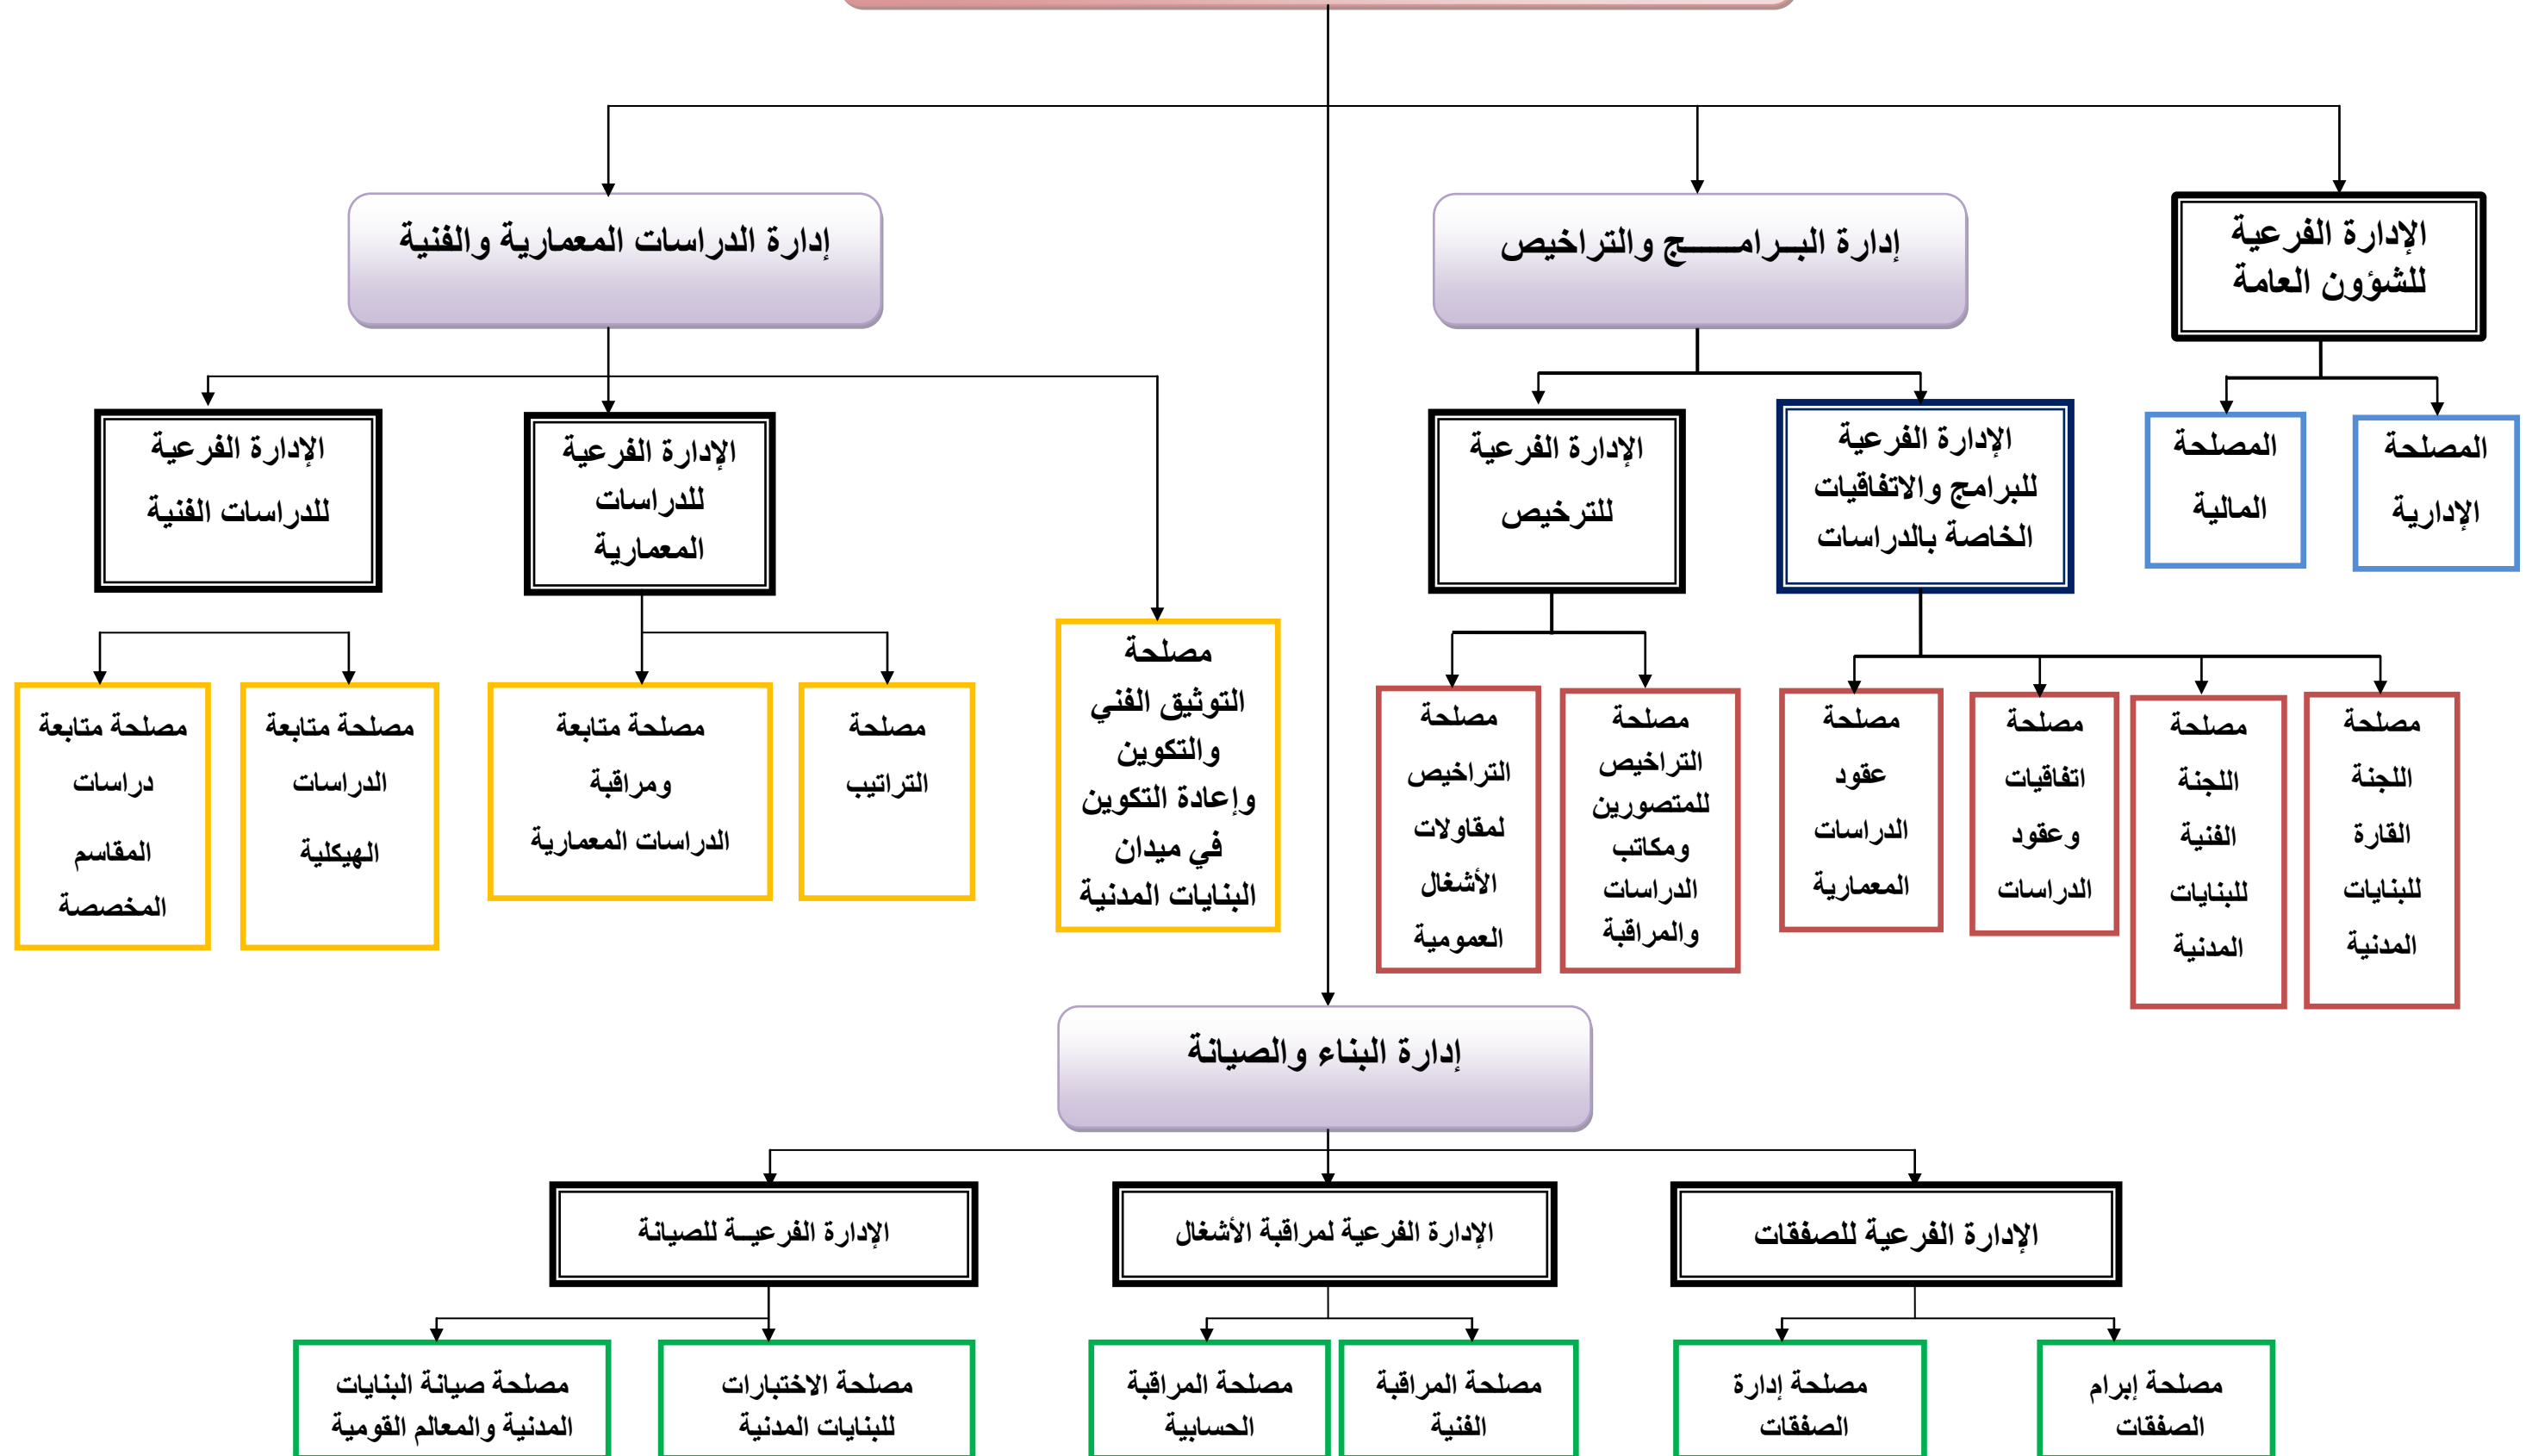 الإدارة الفرعية
للشؤون العامة
إدارة البـرامـــــج والتراخيص
إدارة الدراسات المعمارية والفنية
المصلحة
الإدارية
المصلحة
المالية
الإدارة الفرعية
للبرامج والاتفاقيات
الخاصة بالدراسات
الإدارة الفرعية
للترخيص
الإدارة الفرعية
للدراسات
المعمارية
الإدارة الفرعية
للدراسات الفنية
مصلحة
اللجنة
القارة
للبنايات
المدنية
مصلحة
اللجنة
الفنية
للبنايات
المدنية
مصلحة
اتفاقيات
وعقود
الدراسات
مصلحة
عقود
الدراسات
المعمارية
مصلحة
التراخيص
للمتصورين
ومكاتب
الدراسات
والمراقبة
مصلحة
التراخيص
لمقاولات
الأشغال
العمومية
مصلحة
التوثيق الفني
والتكوين
وإعادة التكوين
في ميدان
البنايات المدنية
مصلحة
التراتيب
مصلحة متابعة
ومراقبة
الدراسات المعمارية
مصلحة متابعة
الدراسات
الهيكلية
مصلحة متابعة
دراسات
المقاسم
المخصصة
إدارة البناء والصيانة
الإدارة الفرعية للصفقات
الإدارة الفرعية لمراقبة الأشغال
الإدارة الفرعيــة للصيانة
مصلحة إبرام
الصفقات
مصلحة إدارة
الصفقات
مصلحة المراقبة
الفنية
مصلحة المراقبة
الحسابية
مصلحة الاختبارات
للبنايات المدنية
مصلحة صيانة البنايات
المدنية والمعالم القومية